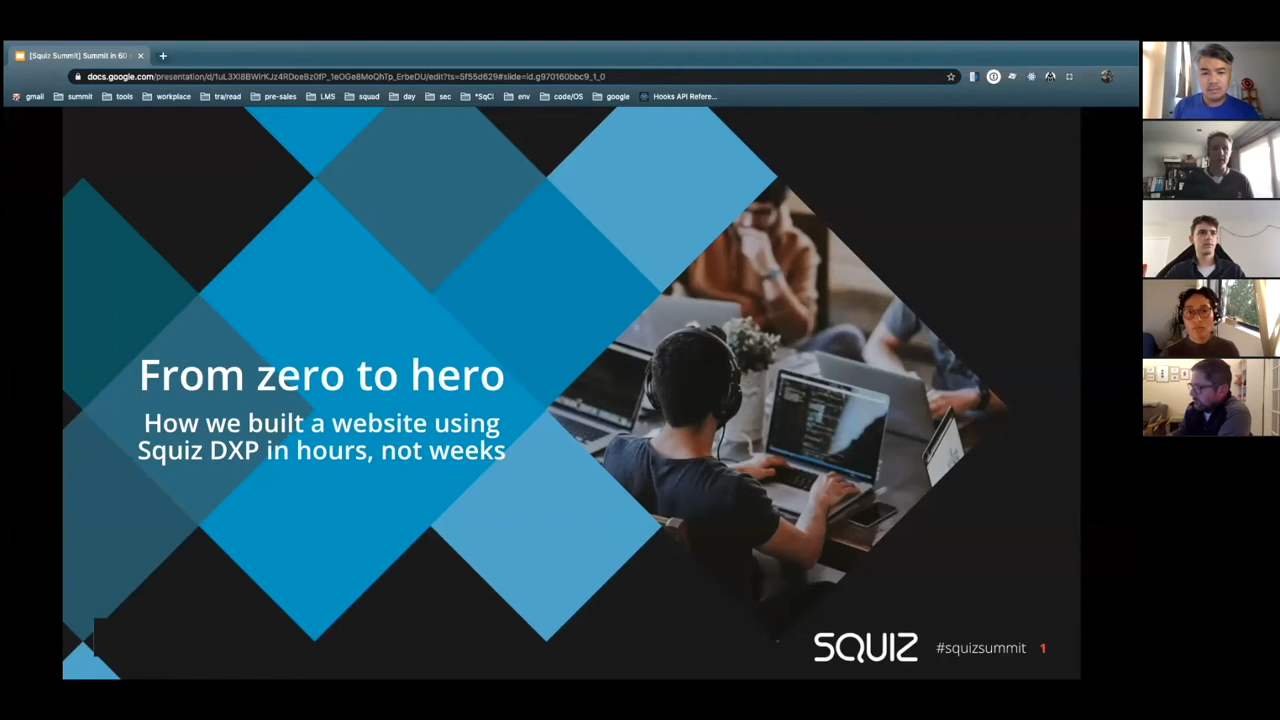 [Squiz Summit] Summit in 60
docs.google.com/presentation/d/1uL3Xl8BWirKJz4RDoeBz0fP_1eOGe8MoQhTp_ErbeDU/edit?ts=5f55d629#slide=id.g970160bbc9_1_0
gmail summit tools workplace tra/read pre-sales LMS squad day sec *SqCl env code/OS google Hooks API Refere...
From zero to hero
How we built a website using
Squiz DXP in hours, not weeks
SQUIZ #squizsummit 1